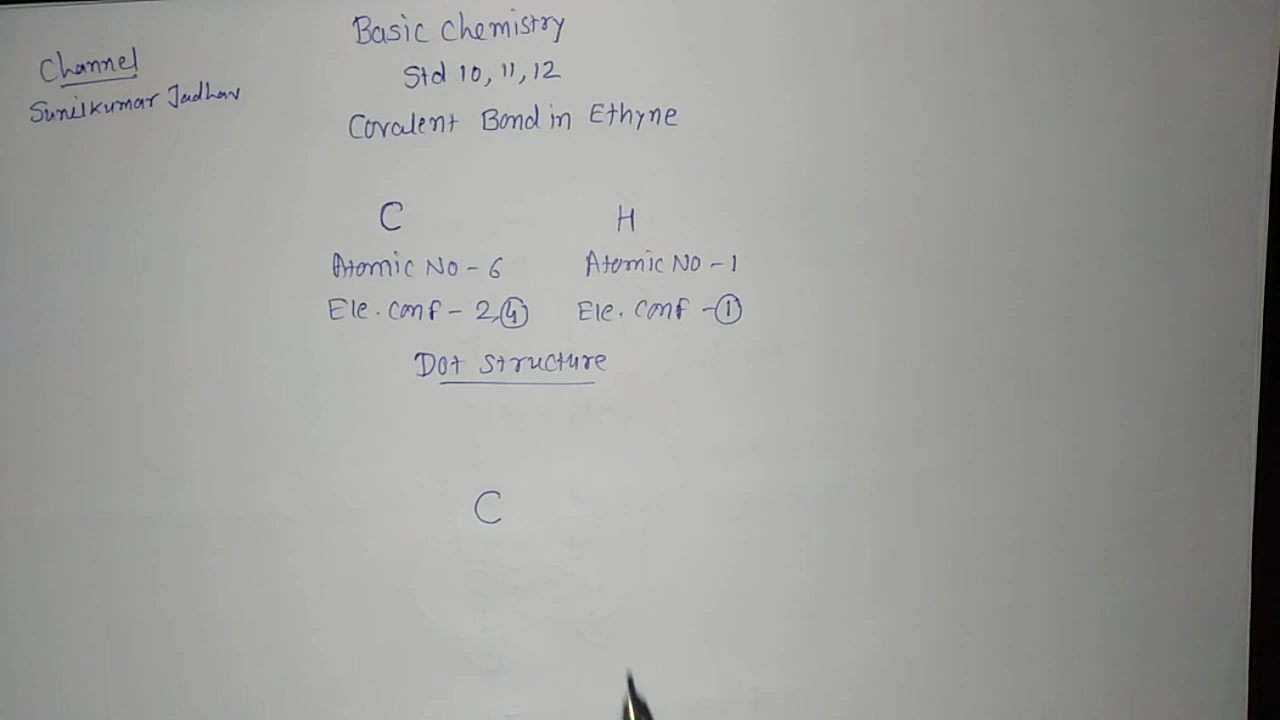 Basic Chemistry
Channel
Std 10, 11, 12
Sunilkumar Jadhav
Covalent Bond in Ethyne
C H
Atomic No - 6 Atomic No - 1
Ele. Conf - 2,4 Ele. Conf - 1
Dot Structure
C